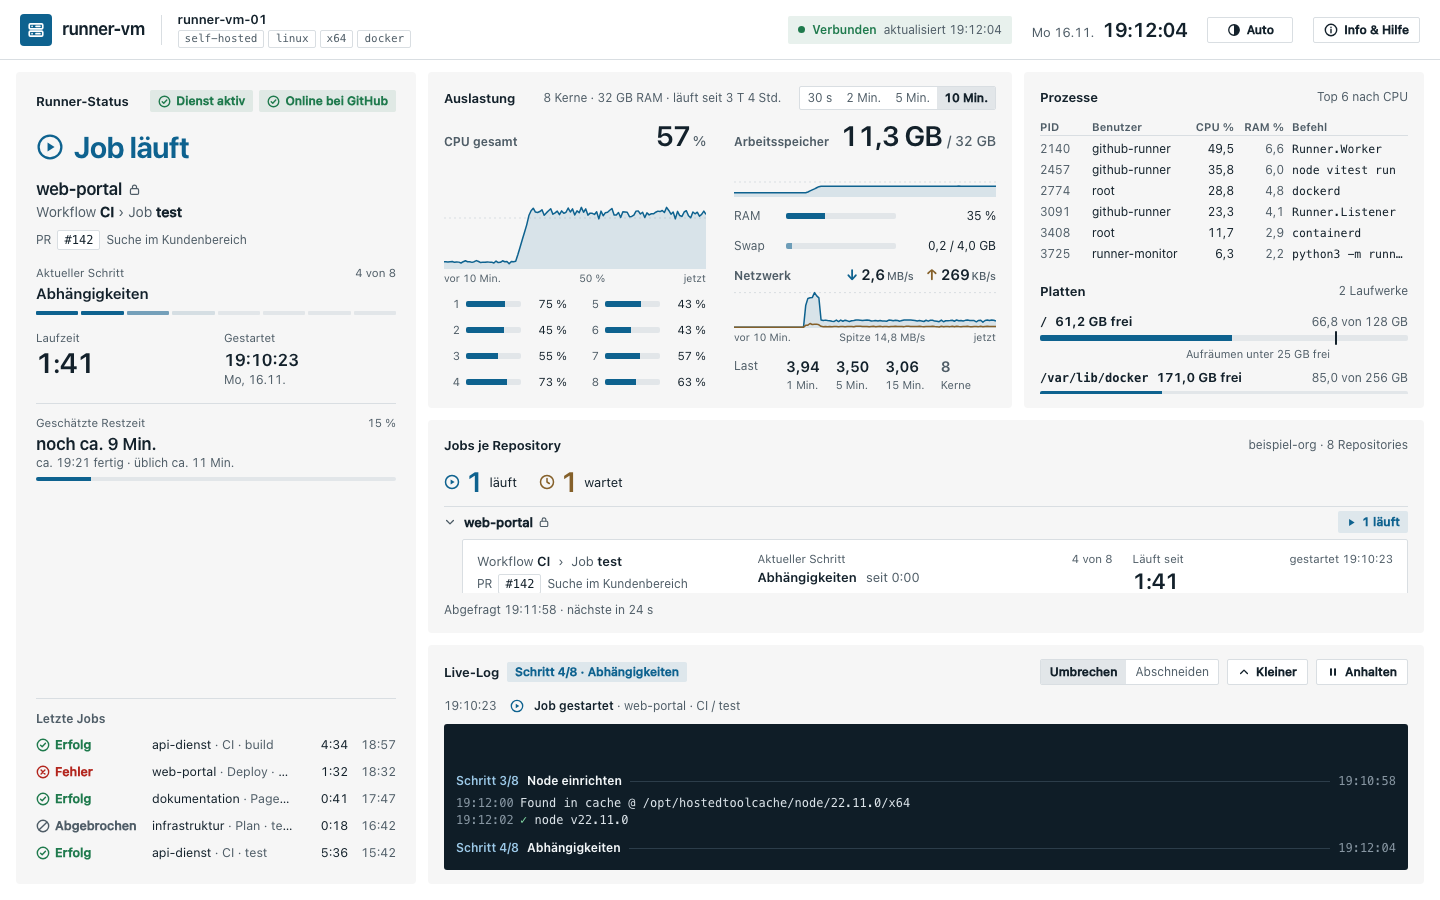 runner-vm
runner-vm-01
self-hosted linux x64 docker
Verbunden aktualisiert 19:12:04
Mo 16.11. 19:12:04
Auto
Info & Hilfe
Runner-Status
Dienst aktiv
Online bei GitHub
Job läuft
web-portal
Workflow CI › Job test
PR #142 Suche im Kundenbereich
Aktueller Schritt 4 von 8
Abhängigkeiten
Laufzeit Gestartet
1:41 19:10:23
Mo, 16.11.
Geschätzte Restzeit 15 %
noch ca. 9 Min.
ca. 19:21 fertig · üblich ca. 11 Min.
Letzte Jobs
Erfolg api-dienst · CI · build 4:34 18:57
Fehler web-portal · Deploy · ... 1:32 18:32
Erfolg dokumentation · Page... 0:41 17:47
Abgebrochen infrastruktur · Plan · te... 0:18 16:42
Erfolg api-dienst · CI · test 5:36 15:42
Auslastung 8 Kerne · 32 GB RAM · läuft seit 3 T 4 Std.
30 s 2 Min. 5 Min. 10 Min.
CPU gesamt 57 %
vor 10 Min. 50 % jetzt
1 75 % 5 43 %
2 45 % 6 43 %
3 55 % 7 57 %
4 73 % 8 63 %
Arbeitsspeicher 11,3 GB / 32 GB
RAM 35 %
Swap 0,2 / 4,0 GB
Netzwerk 2,6 MB/s 269 KB/s
vor 10 Min. Spitze 14,8 MB/s jetzt
Last 3,94 3,50 3,06 8
1 Min. 5 Min. 15 Min. Kerne
Prozesse Top 6 nach CPU
PID Benutzer CPU % RAM % Befehl
2140 github-runner 49,5 6,6 Runner.Worker
2457 github-runner 35,8 6,0 node vitest run
2774 root 28,8 4,8 dockerd
3091 github-runner 23,3 4,1 Runner.Listener
3408 root 11,7 2,9 containerd
3725 runner-monitor 6,3 2,2 python3 -m runn...
Platten 2 Laufwerke
/ 61,2 GB frei 66,8 von 128 GB
Aufräumen unter 25 GB frei
/var/lib/docker 171,0 GB frei 85,0 von 256 GB
Jobs je Repository beispiel-org · 8 Repositories
1 läuft 1 wartet
web-portal 1 läuft
Workflow CI › Job test
PR #142 Suche im Kundenbereich
Aktueller Schritt 4 von 8
Abhängigkeiten seit 0:00
Läuft seit gestartet 19:10:23
1:41
Abgefragt 19:11:58 · nächste in 24 s
Live-Log Schritt 4/8 · Abhängigkeiten
Umbrechen Abschneiden Kleiner Anhalten
19:10:23 Job gestartet · web-portal · CI / test
Schritt 3/8 Node einrichten 19:10:58
19:12:00 Found in cache @ /opt/hostedtoolcache/node/22.11.0/x64
19:12:02 ✓ node v22.11.0
Schritt 4/8 Abhängigkeiten 19:12:04